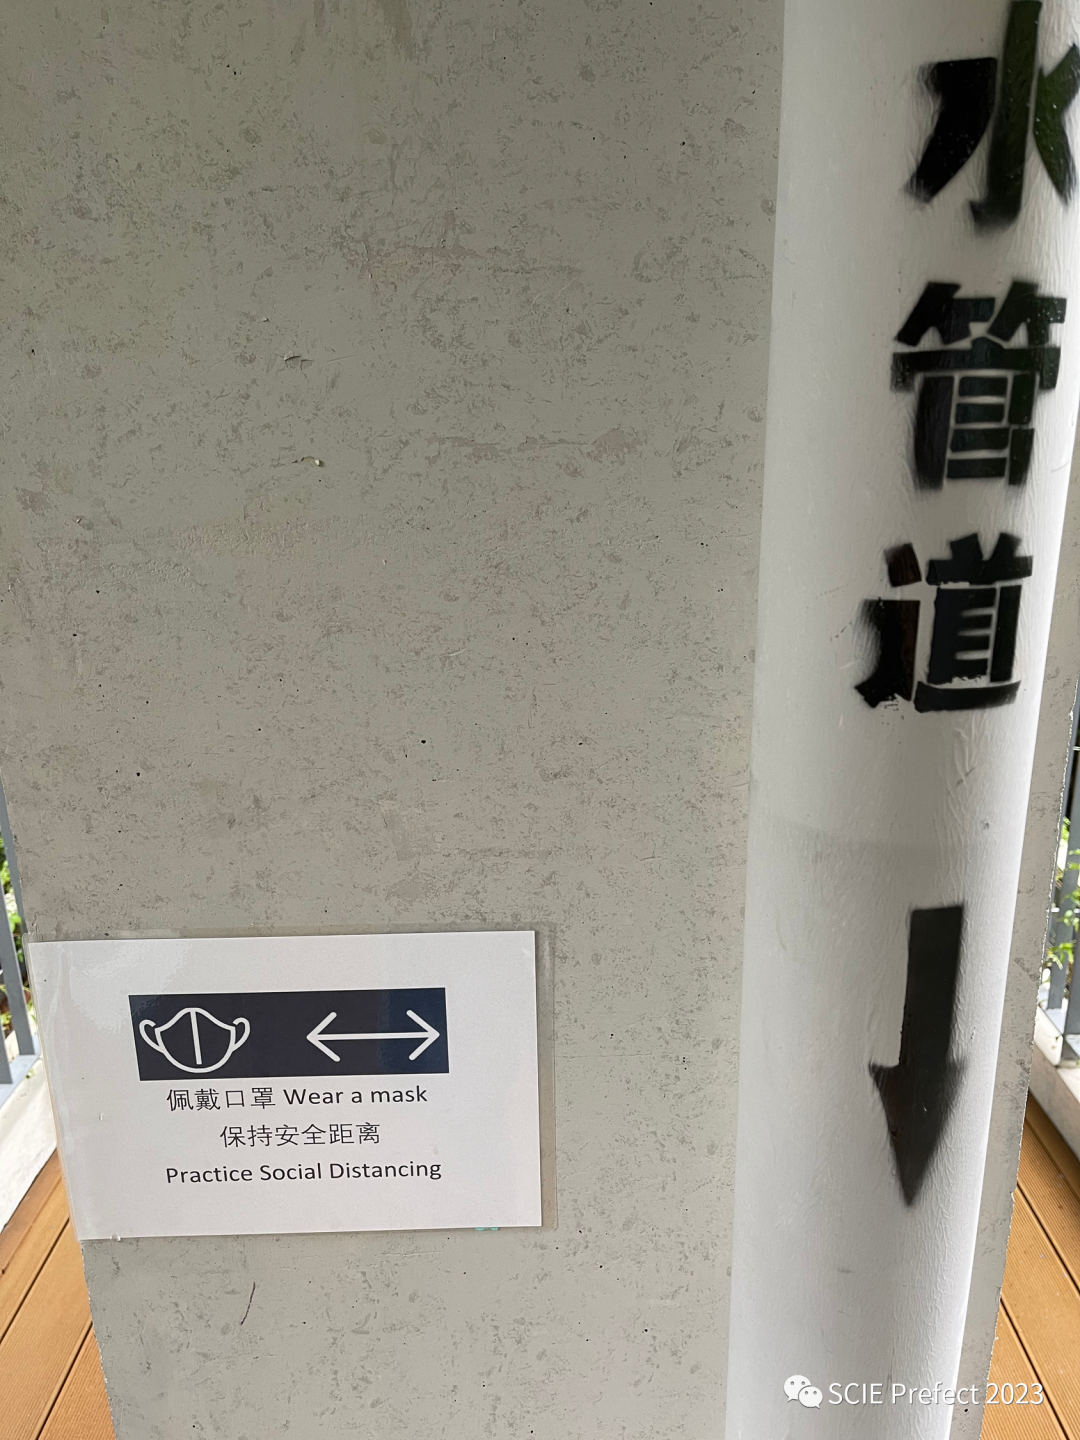 水管道
佩戴口罩 Wear a mask
保持安全距离
Practice Social Distancing
SCIE Prefect 2023